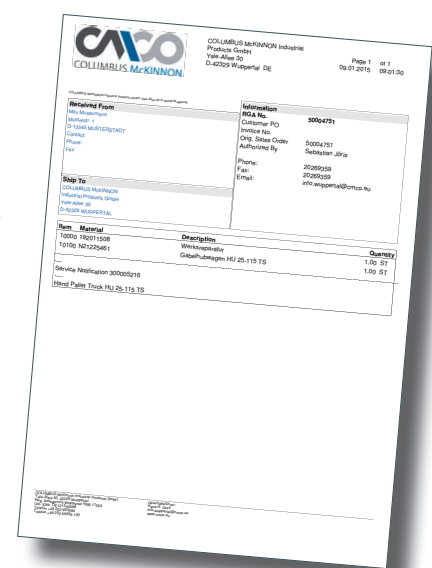 CMCO
COLUMBUS McKINNON
COLUMBUS McKINNON Industrial
Products GmbH
Yale-Allee 30
D-42329 Wuppertal DE
Page 1 of 1
09.01.2015 09:01:30
Received From
Max Mustermann
Musterstr. 1
D-12345 MUSTERSTADT
Contact:
Phone:
Fax:
Information
RGA No. 50004751
Customer PO
Invoice No.
Orig. Sales Order 50004751
Authorized By Sebastian Jöris
Phone: 20269359
Fax: 20269359
Email: info.wuppertal@cmco.eu
Ship To
COLUMBUS McKINNON
Industrial Products GmbH
Yale-Allee 30
D-42329 WUPPERTAL
Item Material Description Quantity
10000 192011508 Werksreparatur 1,00 ST
10100 N21225461 Gabelhubwagen HU 25-115 TS 1,00 ST
----
Service Notification 300005216
----
Hand Pallet Truck HU 25-115 TS